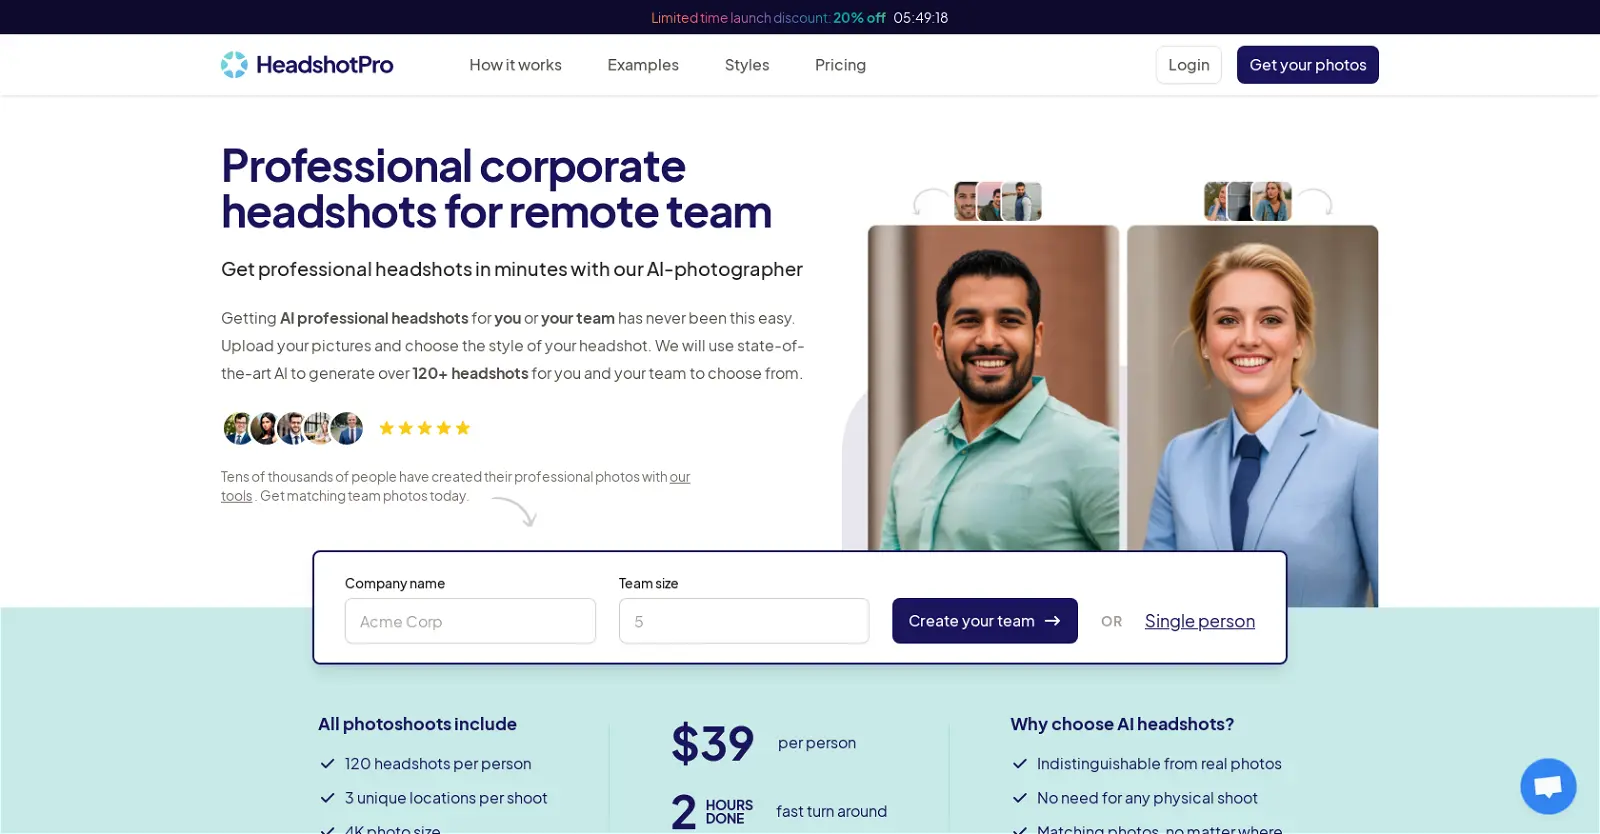 Limited time launch discount: 20% off 05:49:18
HeadshotPro
How it works
Examples
Styles
Pricing
Login
Get your photos
Professional corporate
headshots for remote team
Get professional headshots in minutes with our AI-photographer
Getting AI professional headshots for you or your team has never been this easy.
Upload your pictures and choose the style of your headshot. We will use state-of-
the-art AI to generate over 120+ headshots for you and your team to choose from.
Tens of thousands of people have created their professional photos with our
tools . Get matching team photos today.
Company name
Acme Corp
Team size
5
Create your team →
OR
Single person
All photoshoots include
120 headshots per person
3 unique locations per shoot
4K photo size
$39 per person
2 HOURS DONE fast turn around
Why choose AI headshots?
Indistinguishable from real photos
No need for any physical shoot
Matching photos, no matter where